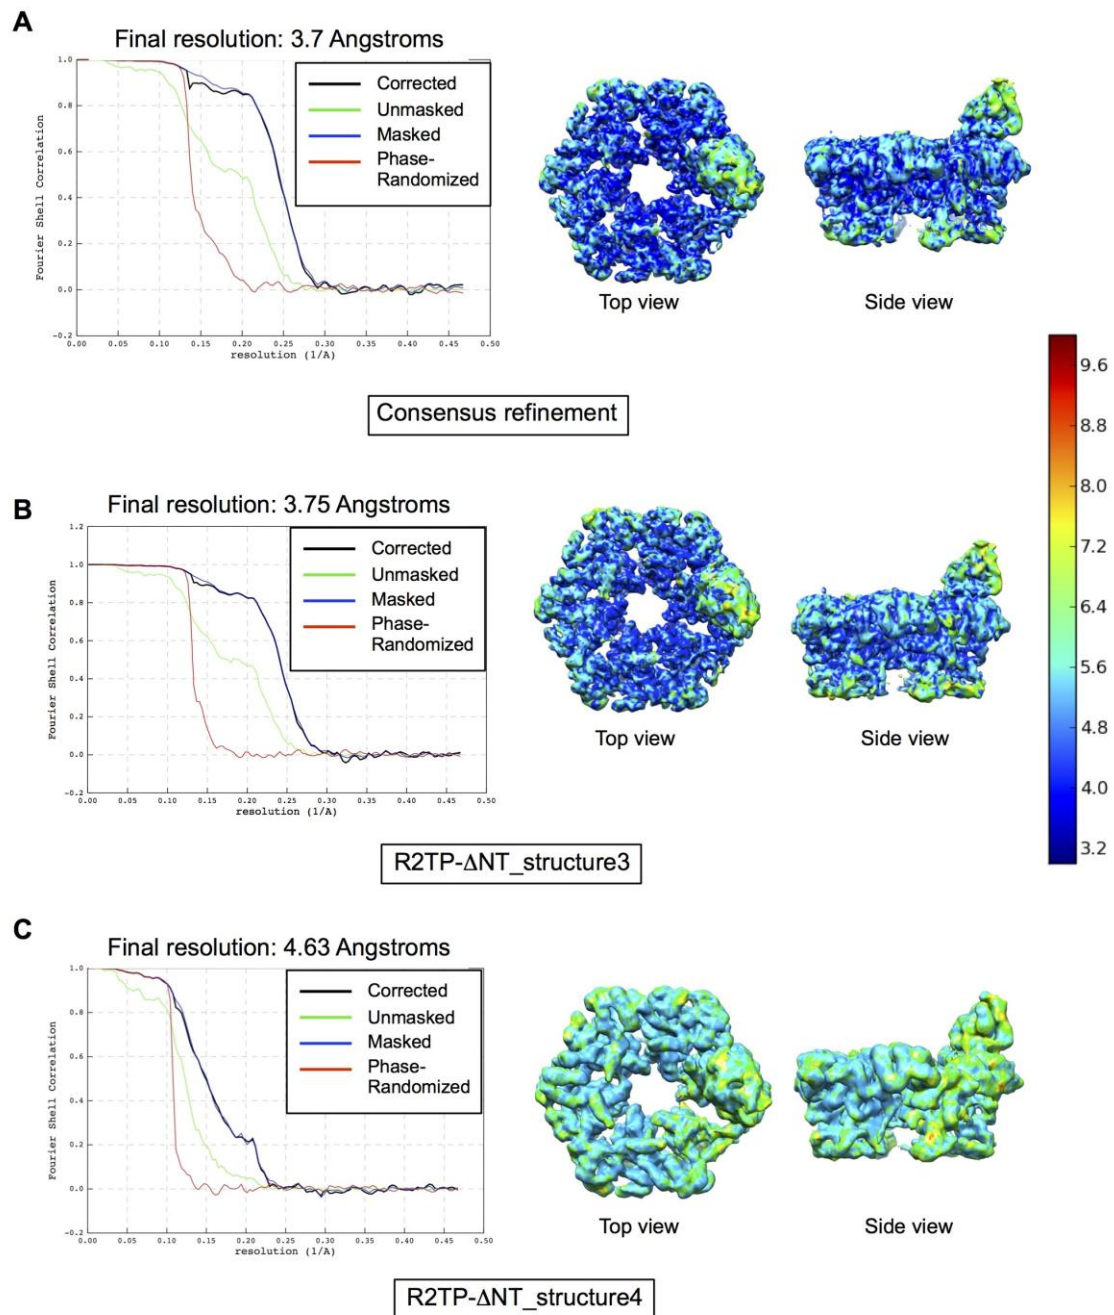 A
Final resolution: 3.7 Angstroms
1.0
0.8
0.6
0.4
0.2
0.0
-0.2
Fourier Shell Correlation
0.00 0.05 0.10 0.15 0.20 0.25 0.30 0.35 0.40 0.45 0.50
resolution (1/A)
Corrected
Unmasked
Masked
Phase-
Randomized
Top view
Side view
Consensus refinement
9.6
8.8
8.0
7.2
6.4
5.6
4.8
4.0
3.2
B
Final resolution: 3.75 Angstroms
1.2
1.0
0.8
0.6
0.4
0.2
0.0
-0.2
Fourier Shell Correlation
0.00 0.05 0.10 0.15 0.20 0.25 0.30 0.35 0.40 0.45 0.50
resolution (1/A)
Corrected
Unmasked
Masked
Phase-
Randomized
Top view
Side view
R2TP-ΔNT_structure3
C
Final resolution: 4.63 Angstroms
1.0
0.8
0.6
0.4
0.2
0.0
-0.2
Fourier Shell Correlation
0.00 0.05 0.10 0.15 0.20 0.25 0.30 0.35 0.40 0.45 0.50
resolution (1/A)
Corrected
Unmasked
Masked
Phase-
Randomized
Top view
Side view
R2TP-ΔNT_structure4